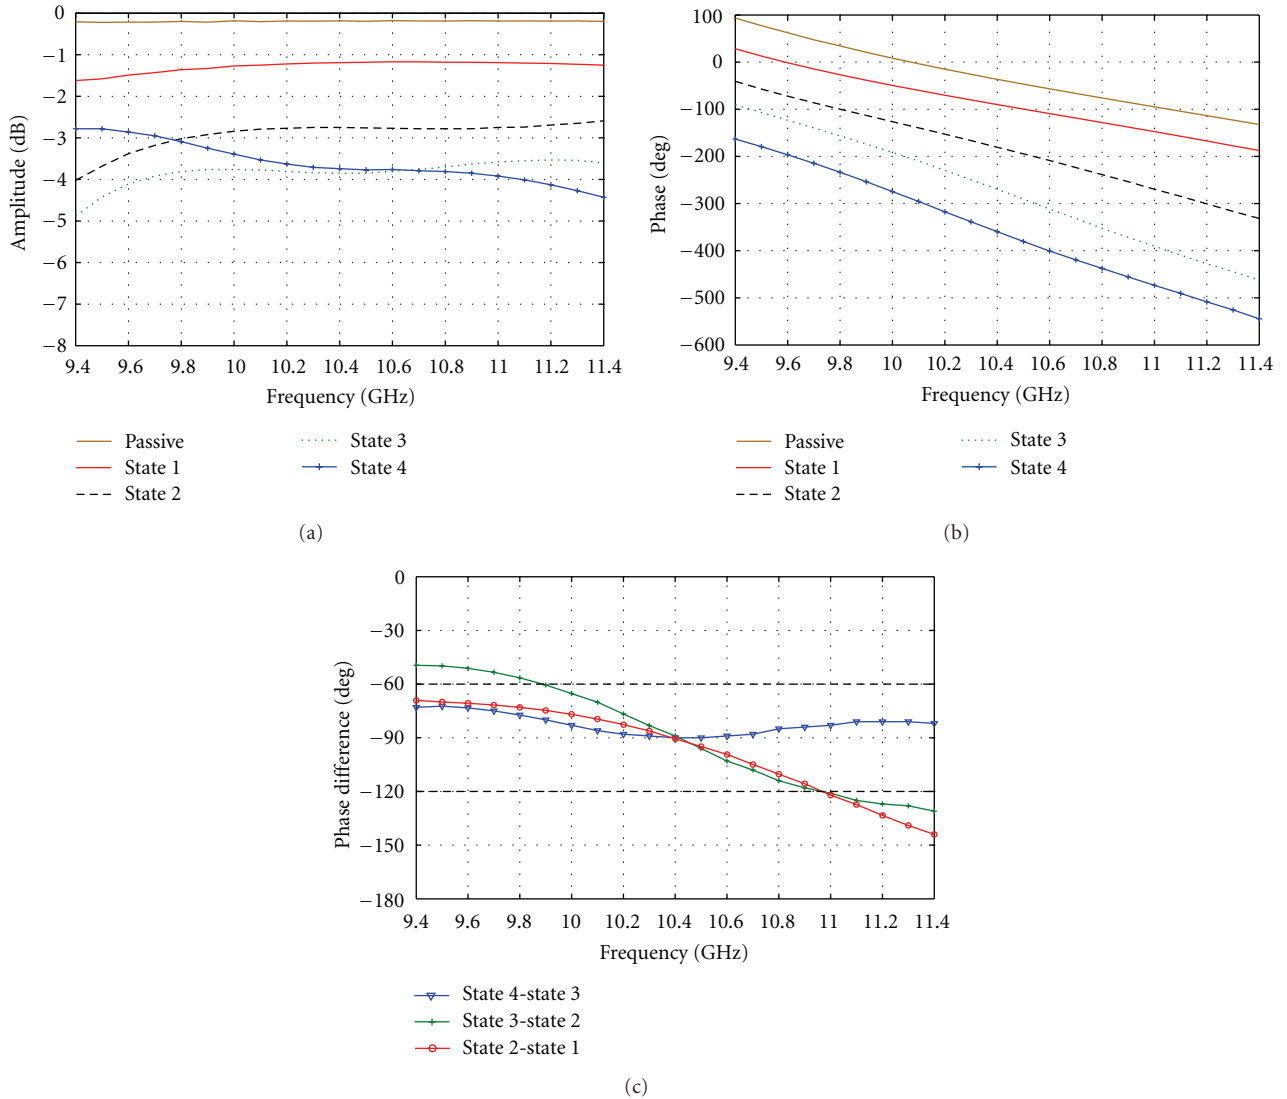 0
−1
−2
−3
−4
−5
−6
−7
−8
Amplitude (dB)
9.4 9.6 9.8 10 10.2 10.4 10.6 10.8 11 11.2 11.4
Frequency (GHz)
Passive
State 1
State 2
State 3
State 4
(a)
100
0
−100
−200
−300
−400
−500
−600
Phase (deg)
9.4 9.6 9.8 10 10.2 10.4 10.6 10.8 11 11.2 11.4
Frequency (GHz)
Passive
State 1
State 2
State 3
State 4
(b)
0
−30
−60
−90
−120
−150
−180
Phase difference (deg)
9.4 9.6 9.8 10 10.2 10.4 10.6 10.8 11 11.2 11.4
Frequency (GHz)
State 4-state 3
State 3-state 2
State 2-state 1
(c)